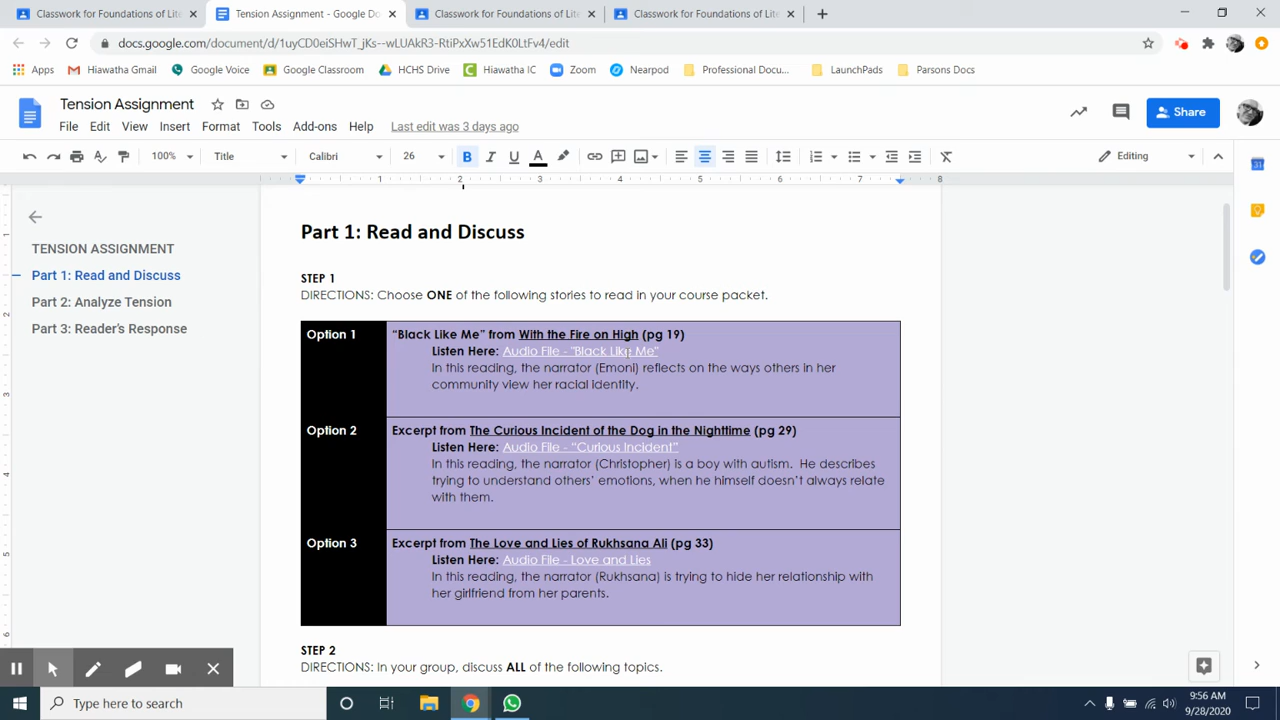 Classwork for Foundations of Lit
Tension Assignment - Google Do
Classwork for Foundations of Lite
Classwork for Foundations of Lite
docs.google.com/document/d/1uyCD0eiSHwT_jKs--wLUAkR3-RtiPxXw51EdK0LtFv4/edit
Apps Hiawatha Gmail Google Voice Google Classroom HCHS Drive Hiawatha IC Zoom Nearpod Professional Docu... LaunchPads Parsons Docs
Tension Assignment
Share
File Edit View Insert Format Tools Add-ons Help Last edit was 3 days ago
100% Title Calibri 26 B I U A Editing
1 2 3 4 5 6 7 8
TENSION ASSIGNMENT
Part 1: Read and Discuss
Part 2: Analyze Tension
Part 3: Reader's Response
Part 1: Read and Discuss
STEP 1
DIRECTIONS: Choose ONE of the following stories to read in your course packet.
Option 1
“Black Like Me” from With the Fire on High (pg 19)
Listen Here: Audio File - "Black Like Me"
In this reading, the narrator (Emoni) reflects on the ways others in her
community view her racial identity.
Option 2
Excerpt from The Curious Incident of the Dog in the Nighttime (pg 29)
Listen Here: Audio File - “Curious Incident”
In this reading, the narrator (Christopher) is a boy with autism. He describes
trying to understand others’ emotions, when he himself doesn’t always relate
with them.
Option 3
Excerpt from The Love and Lies of Rukhsana Ali (pg 33)
Listen Here: Audio File - Love and Lies
In this reading, the narrator (Rukhsana) is trying to hide her relationship with
her girlfriend from her parents.
STEP 2
DIRECTIONS: In your group, discuss ALL of the following topics.
Type here to search
9:56 AM
9/28/2020